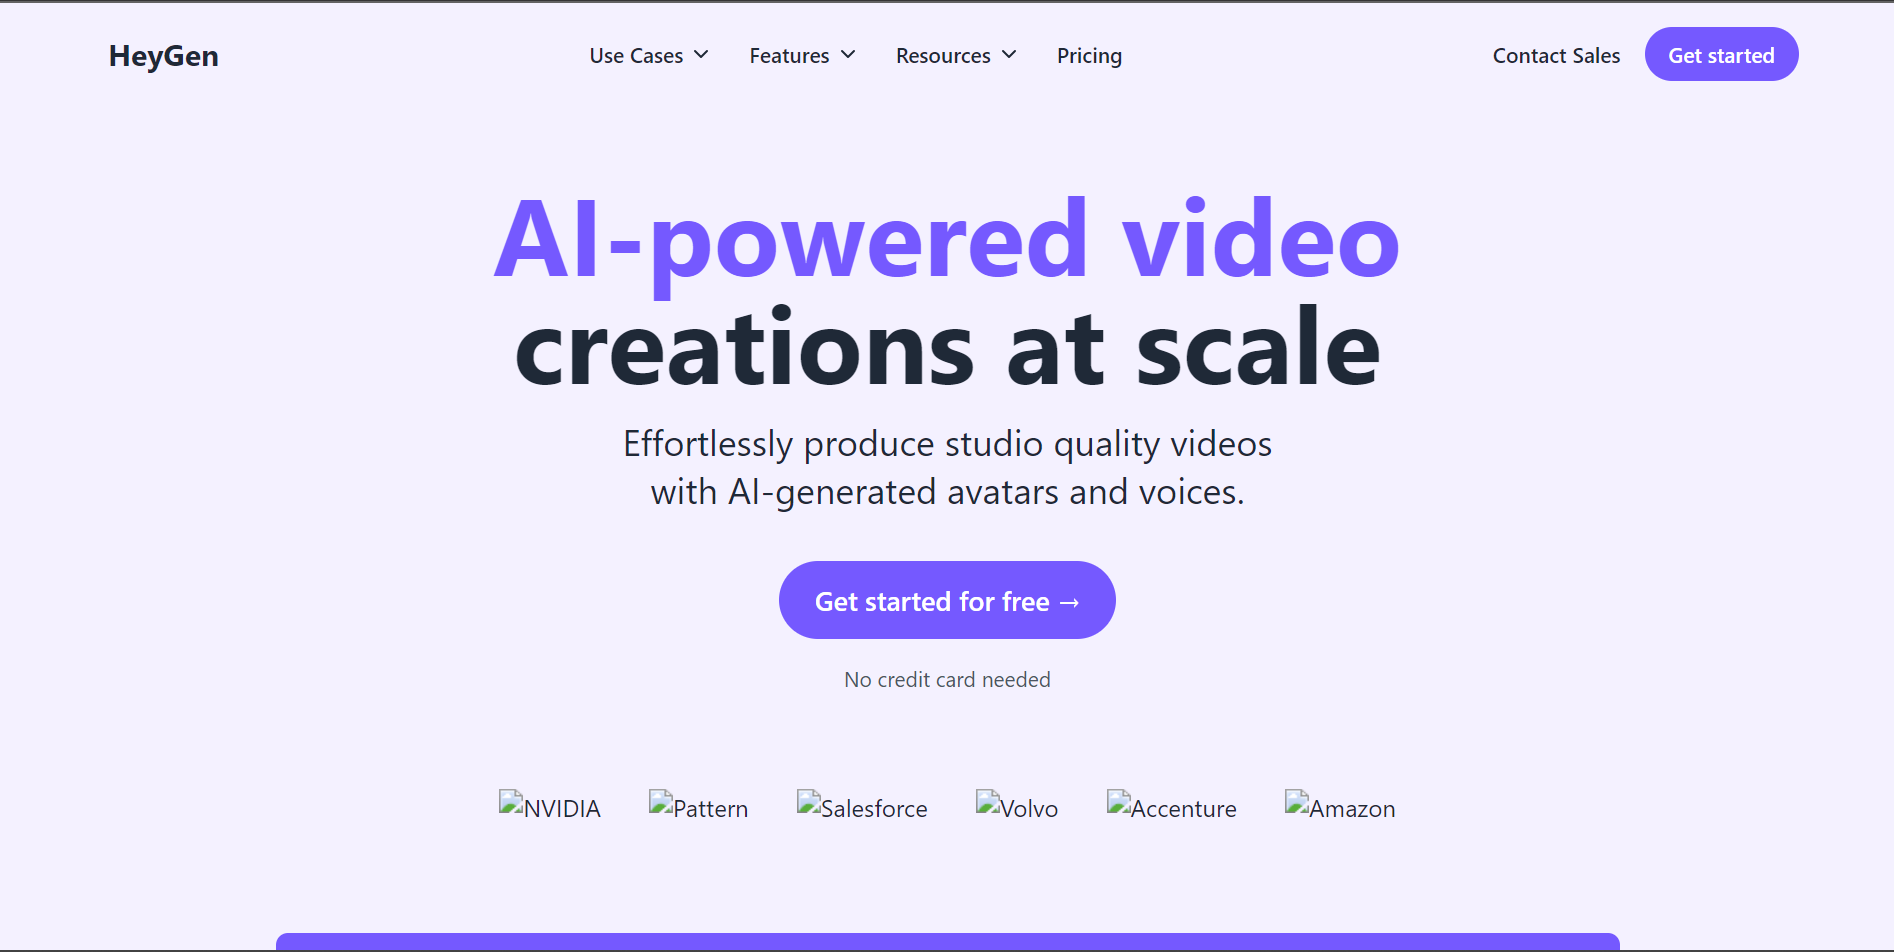 HeyGen
Use Cases
Features
Resources
Pricing
Contact Sales
Get started
AI-powered video
creations at scale
Effortlessly produce studio quality videos
with AI-generated avatars and voices.
Get started for free →
No credit card needed
NVIDIA
Pattern
Salesforce
Volvo
Accenture
Amazon